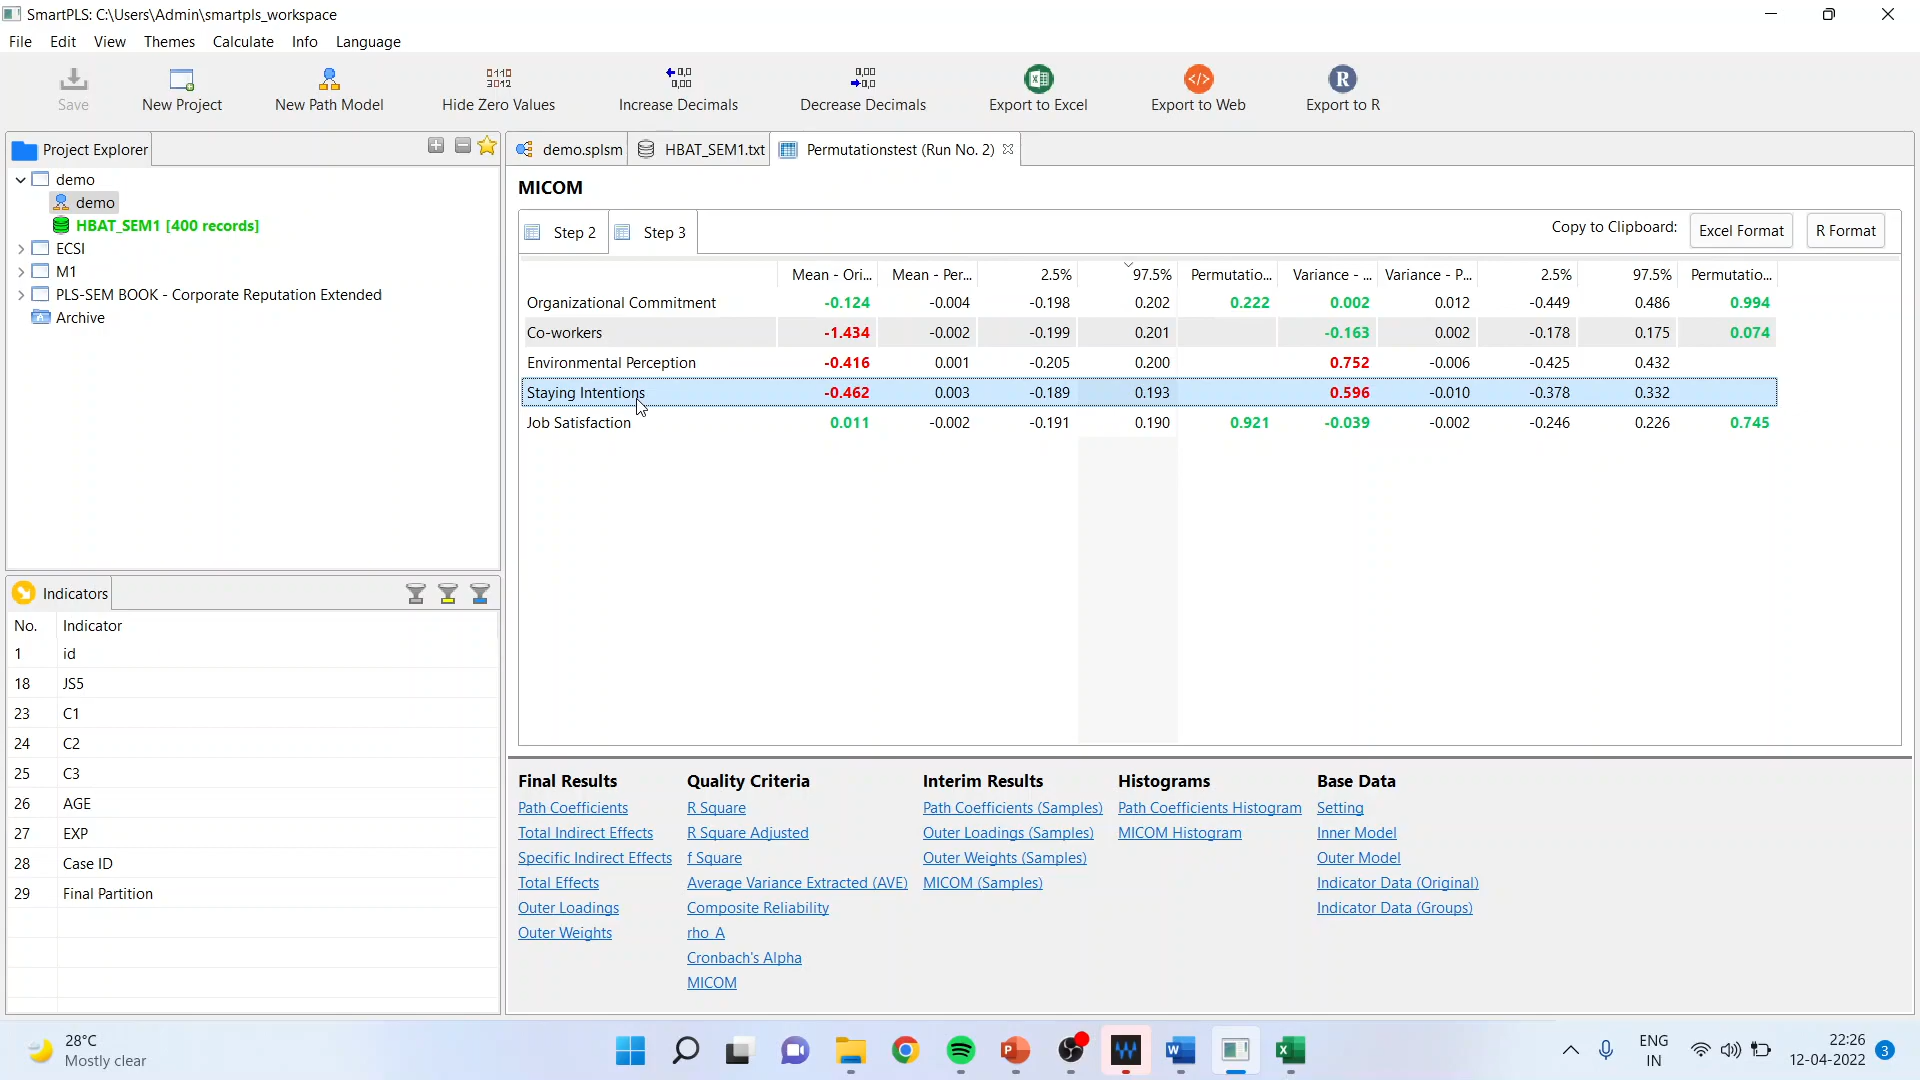 SmartPLS: C:\Users\Admin\smartpls_workspace
File Edit View Themes Calculate Info Language
Save New Project New Path Model Hide Zero Values Increase Decimals Decrease Decimals Export to Excel Export to Web Export to R
Project Explorer
demo
demo
HBAT_SEM1 [400 records]
ECSI
M1
PLS-SEM BOOK - Corporate Reputation Extended
Archive
Indicators
No. Indicator
1 id
18 JS5
23 C1
24 C2
25 C3
26 AGE
27 EXP
28 Case ID
29 Final Partition
demo.splsm HBAT_SEM1.txt Permutationstest (Run No. 2)
MICOM
Step 2 Step 3 Copy to Clipboard: Excel Format R Format
Mean - Ori... Mean - Per... 2.5% 97.5% Permutatio... Variance - ... Variance - P... 2.5% 97.5% Permutatio...
Organizational Commitment -0.124 -0.004 -0.198 0.202 0.222 0.002 0.012 -0.449 0.486 0.994
Co-workers -1.434 -0.002 -0.199 0.201 -0.163 0.002 -0.178 0.175 0.074
Environmental Perception -0.416 0.001 -0.205 0.200 0.752 -0.006 -0.425 0.432
Staying Intentions -0.462 0.003 -0.189 0.193 0.596 -0.010 -0.378 0.332
Job Satisfaction 0.011 -0.002 -0.191 0.190 0.921 -0.039 -0.002 -0.246 0.226 0.745
Final Results Quality Criteria Interim Results Histograms Base Data
Path Coefficients R Square Path Coefficients (Samples) Path Coefficients Histogram Setting
Total Indirect Effects R Square Adjusted Outer Loadings (Samples) MICOM Histogram Inner Model
Specific Indirect Effects f Square Outer Weights (Samples) Outer Model
Total Effects Average Variance Extracted (AVE) MICOM (Samples) Indicator Data (Original)
Outer Loadings Composite Reliability Indicator Data (Groups)
Outer Weights rho_A
Cronbach's Alpha
MICOM
28°C
Mostly clear
ENG
IN
22:26
12-04-2022
3